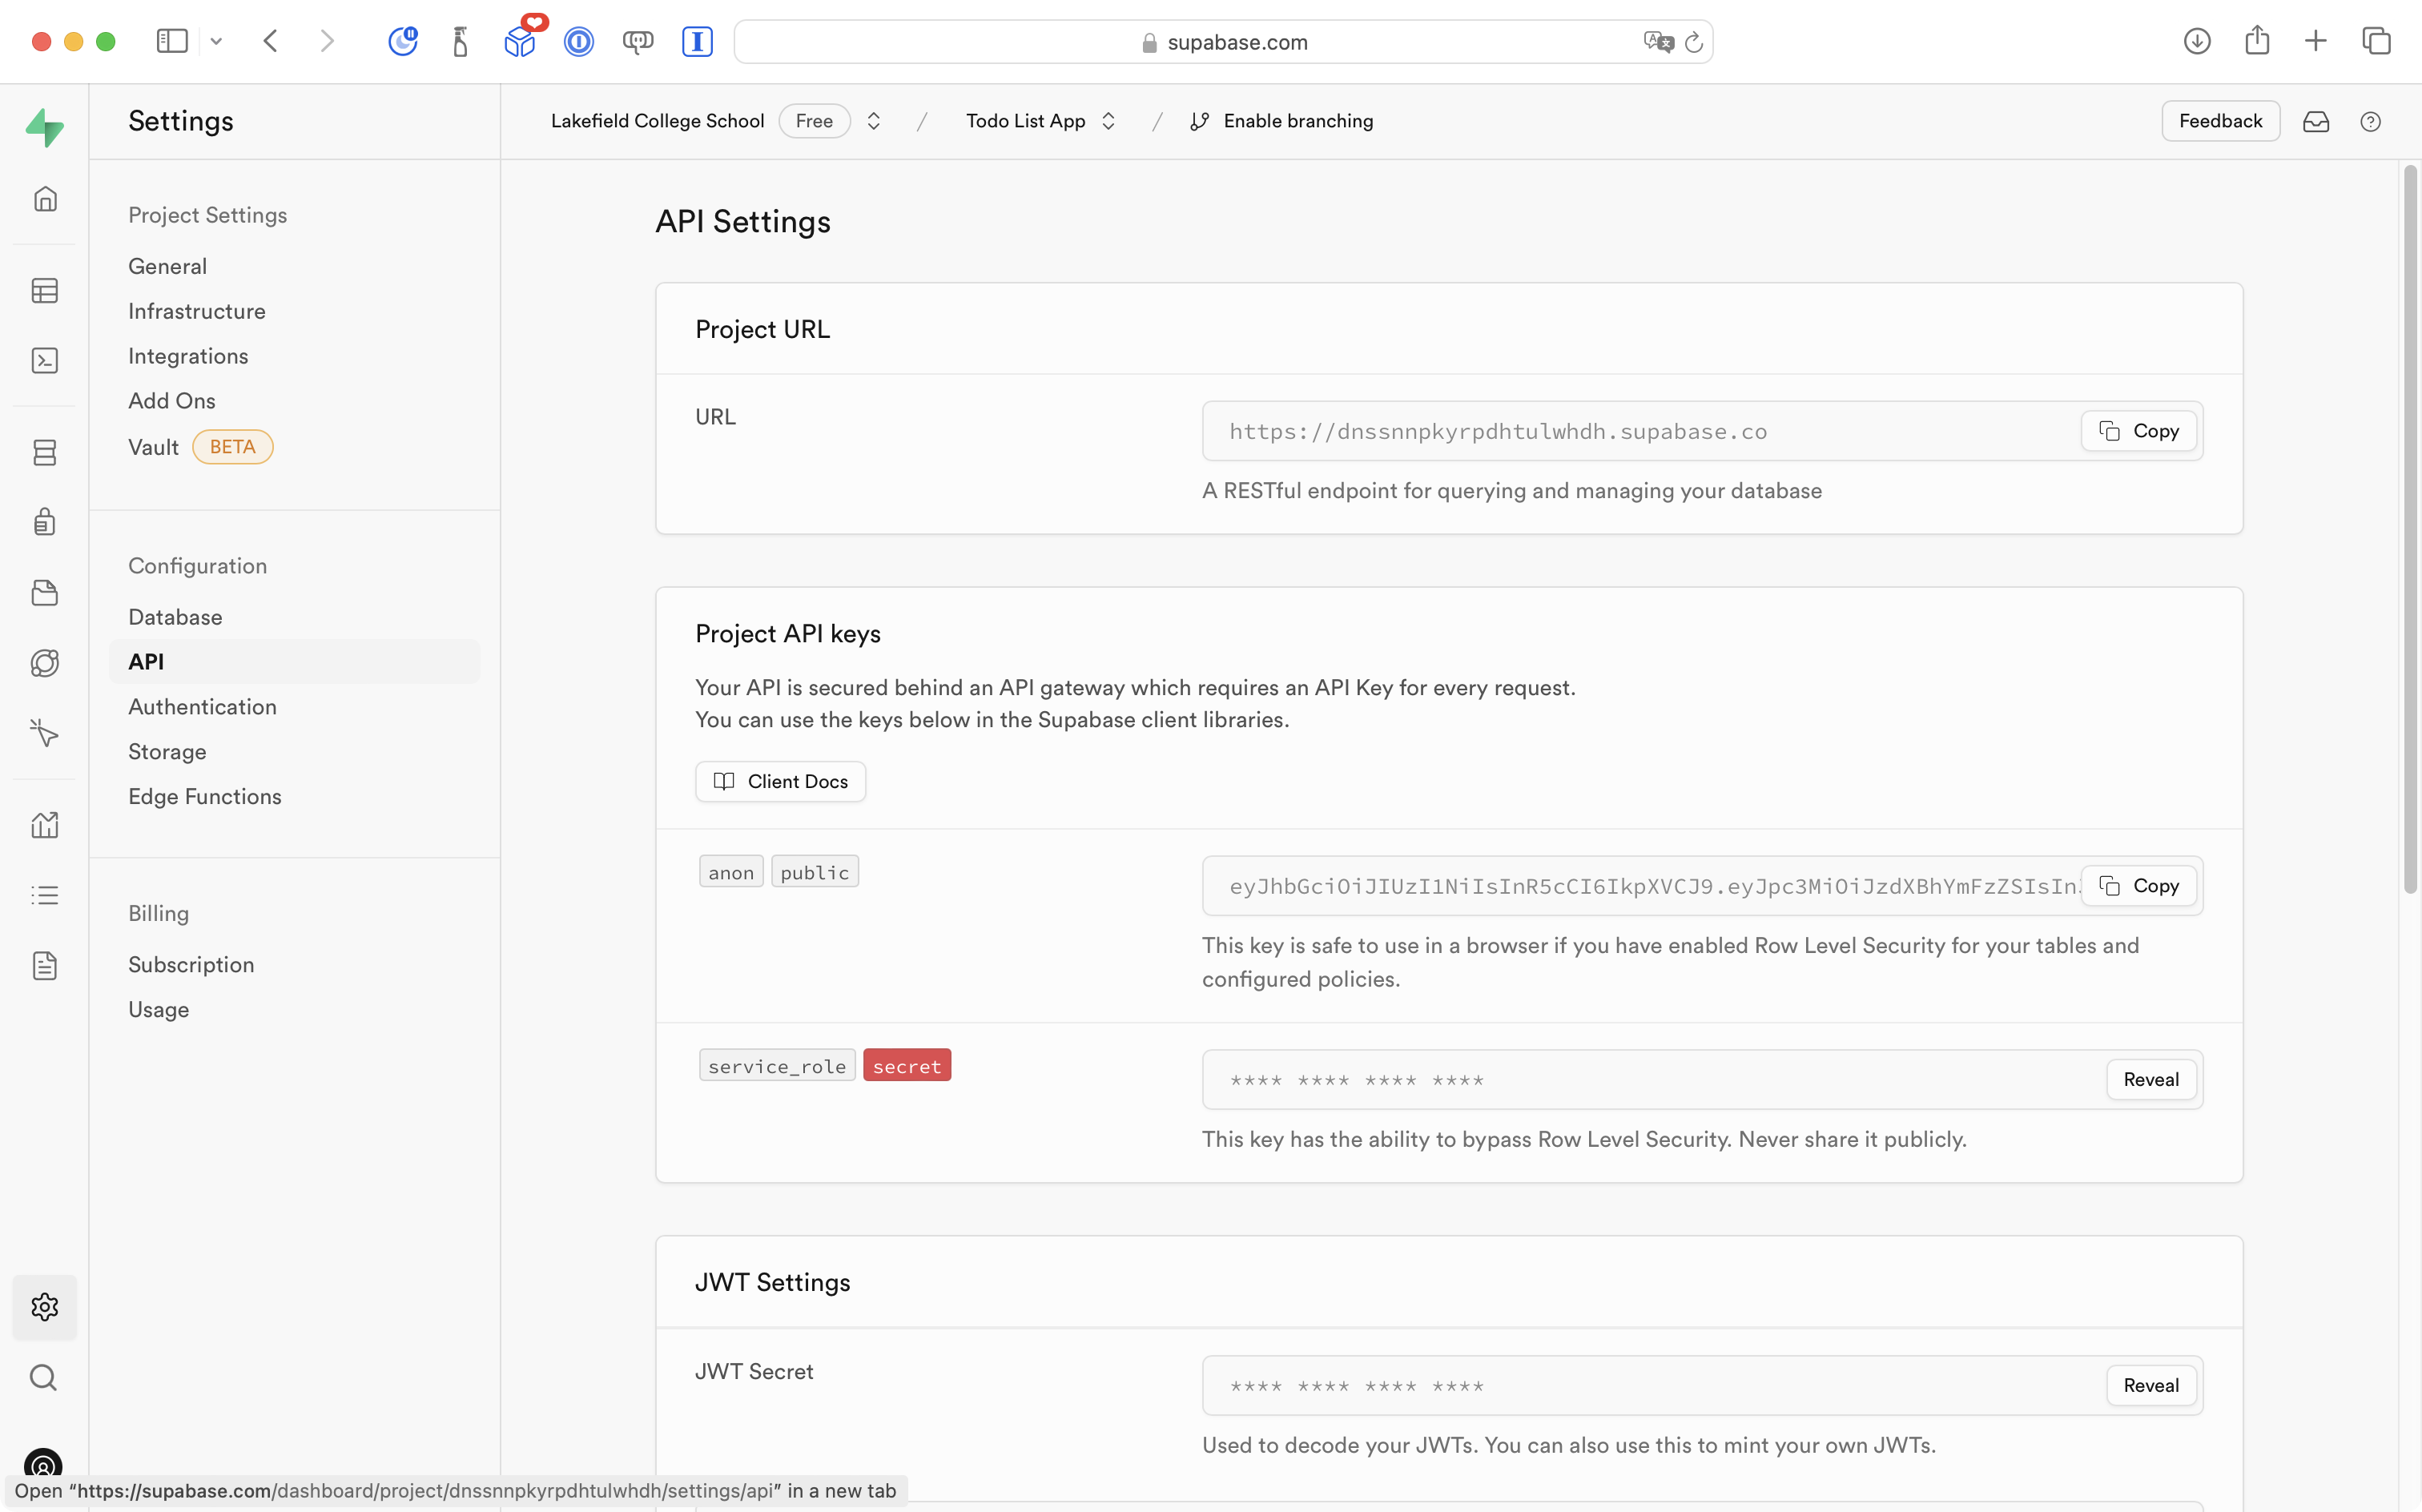 supabase.com
Settings
Lakefield College School Free / Todo List App / Enable branching
Feedback
Project Settings
General
Infrastructure
Integrations
Add Ons
Vault BETA
Configuration
Database
API
Authentication
Storage
Edge Functions
Billing
Subscription
Usage
API Settings
Project URL
URL
https://dnssnnpkyrpdhtulwhdh.supabase.co
Copy
A RESTful endpoint for querying and managing your database
Project API keys
Your API is secured behind an API gateway which requires an API Key for every request.
You can use the keys below in the Supabase client libraries.
Client Docs
anon public
eyJhbGciOiJIUzI1NiIsInR5cCI6IkpXVCJ9.eyJpc3MiOiJzdXBhYmFzZSIsIn
Copy
This key is safe to use in a browser if you have enabled Row Level Security for your tables and
configured policies.
service_role secret
**** **** **** ****
Reveal
This key has the ability to bypass Row Level Security. Never share it publicly.
JWT Settings
JWT Secret
**** **** **** ****
Reveal
Used to decode your JWTs. You can also use this to mint your own JWTs.
Open “https://supabase.com/dashboard/project/dnssnnpkyrpdhtulwhdh/settings/api” in a new tab